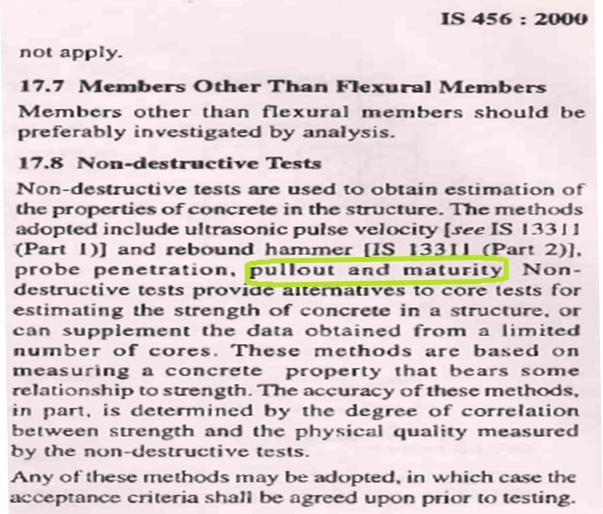 IS 456 : 2000
not apply.
17.7 Members Other Than Flexural Members
Members other than flexural members should be
preferably investigated by analysis.
17.8 Non-destructive Tests
Non-destructive tests are used to obtain estimation of
the properties of concrete in the structure. The methods
adopted include ultrasonic pulse velocity [see IS 13311
(Part 1)] and rebound hammer [IS 13311 (Part 2)],
probe penetration, pullout and maturity. Non-
destructive tests provide alternatives to core tests for
estimating the strength of concrete in a structure, or
can supplement the data obtained from a limited
number of cores. These methods are based on
measuring a concrete property that bears some
relationship to strength. The accuracy of these methods,
in part, is determined by the degree of correlation
between strength and the physical quality measured
by the non-destructive tests.
Any of these methods may be adopted, in which case the
acceptance criteria shall be agreed upon prior to testing.